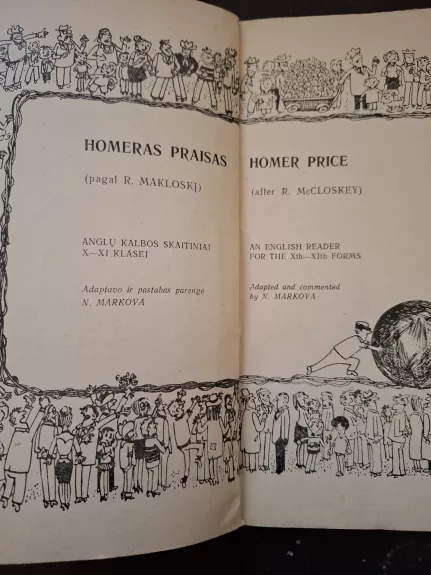 HOMERAS PRAISAS
(pagal R. MAKLOSKĮ)
ANGLŲ KALBOS SKAITINIAI
X—XI KLASEI
Adaptavo ir pastabas parengė
N. MARKOVA
HOMER PRICE
(after R. McCLOSKEY)
AN ENGLISH READER
FOR THE Xth—XIth FORMS
Adapted and commented
by N. MARKOVA